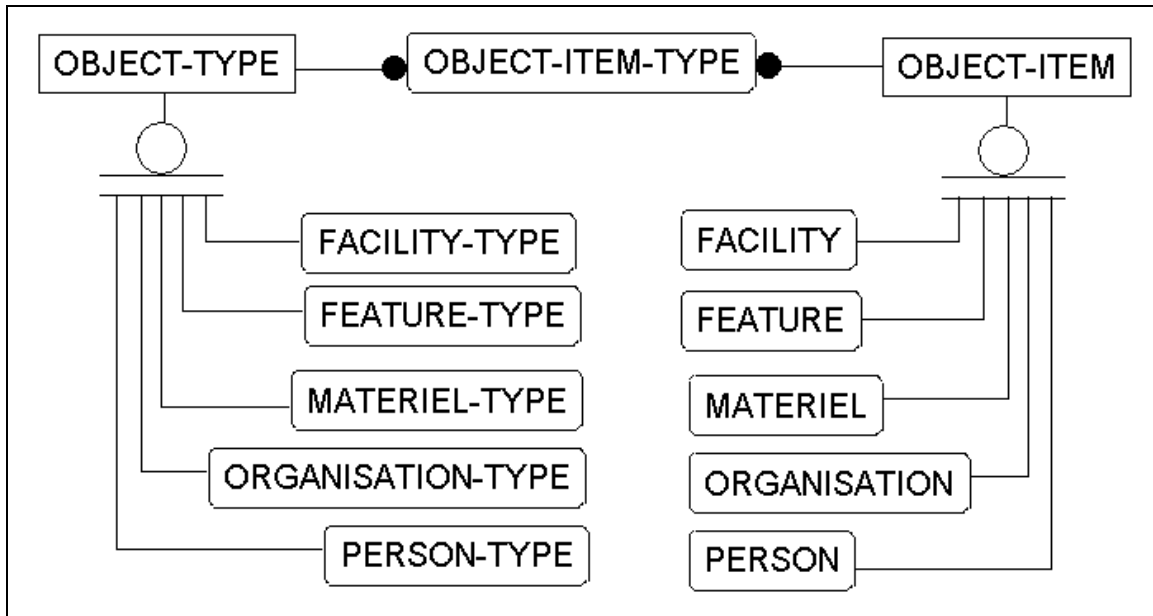 OBJECT-TYPE
OBJECT-ITEM-TYPE
OBJECT-ITEM
FACILITY-TYPE
FEATURE-TYPE
MATERIEL-TYPE
ORGANISATION-TYPE
PERSON-TYPE
FACILITY
FEATURE
MATERIEL
ORGANISATION
PERSON